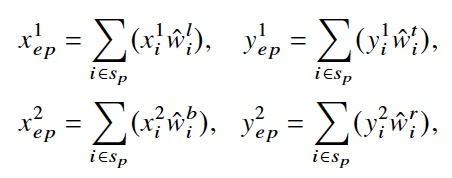 x_{ep}^{1} = \sum_{i \in s_p} (x_i^1 \hat{w}_i^l), y_{ep}^{1} = \sum_{i \in s_p} (y_i^1 \hat{w}_i^t),
x_{ep}^{2} = \sum_{i \in s_p} (x_i^2 \hat{w}_i^b), y_{ep}^{2} = \sum_{i \in s_p} (y_i^2 \hat{w}_i^r),